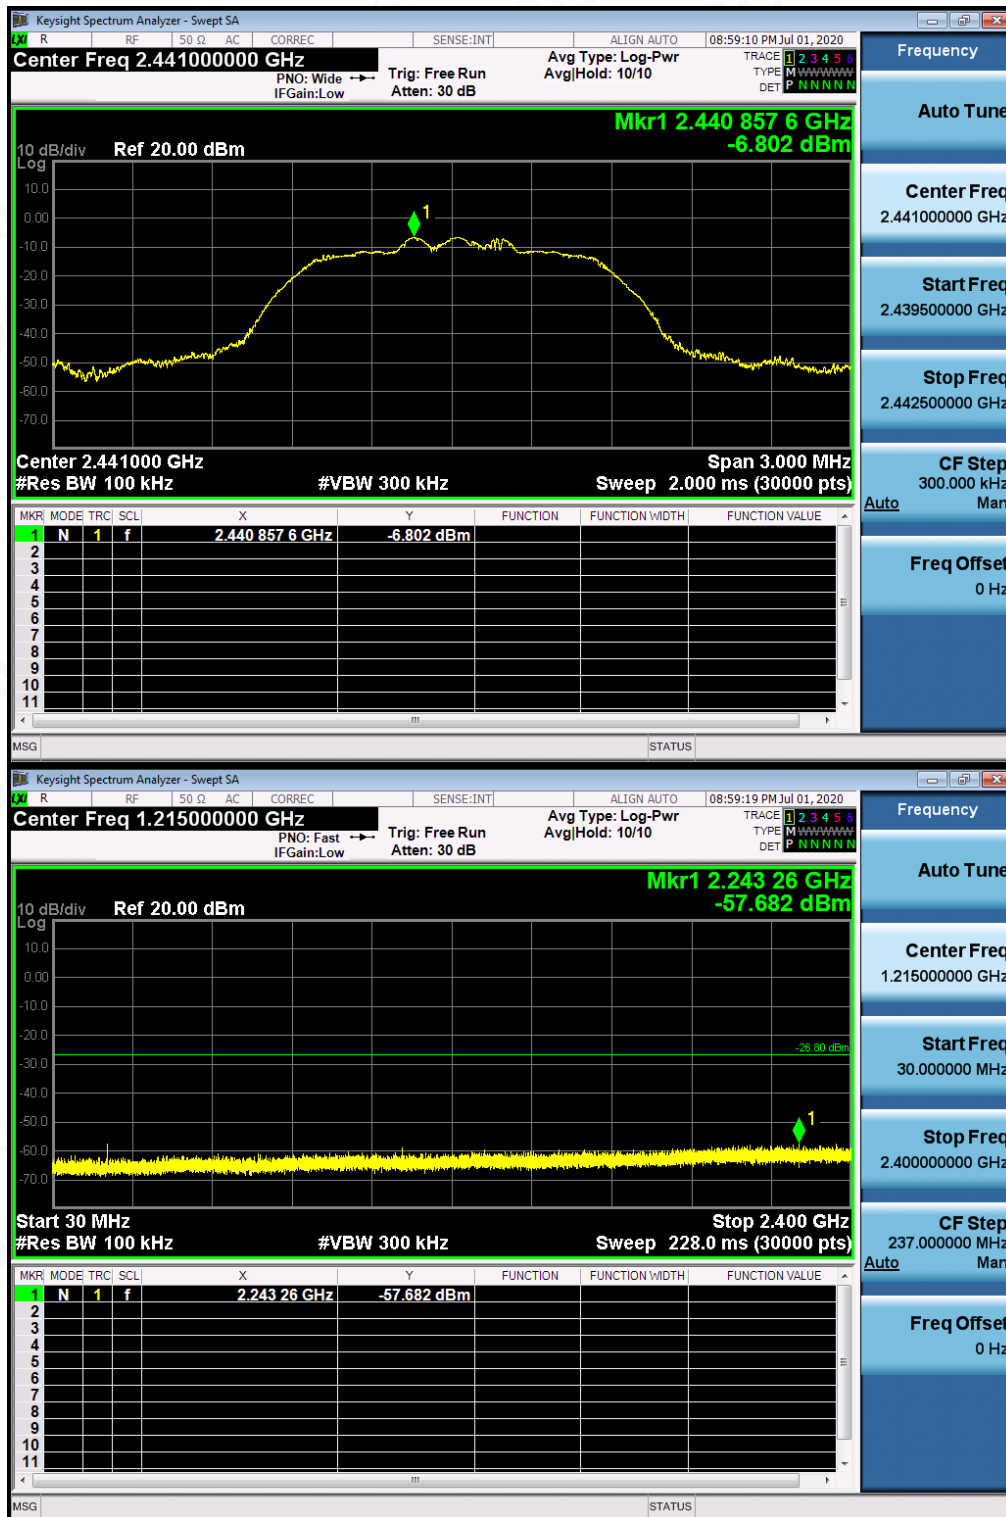 Keysight Spectrum Analyzer - Swept SA
LXI R RF 50 Ω AC CORREC SENSE:INT ALIGN AUTO 08:59:10 PM Jul 01, 2020
Center Freq 2.441000000 GHz
PNO: Wide
IFGain:Low
Trig: Free Run
Atten: 30 dB
Avg Type: Log-Pwr
Avg|Hold: 10/10
TRACE 1 2 3 4 5 6
TYPE M WWWWW
DET P N N N N N
Mkr1 2.440 857 6 GHz
-6.802 dBm
10 dB/div Ref 20.00 dBm
Log
10.0
0.00
-10.0
-20.0
-30.0
-40.0
-50.0
-60.0
-70.0
1
Center 2.441000 GHz Span 3.000 MHz
#Res BW 100 kHz #VBW 300 kHz Sweep 2.000 ms (30000 pts)
MKR MODE TRC SCL X Y FUNCTION FUNCTION WIDTH FUNCTION VALUE
1 N 1 f 2.440 857 6 GHz -6.802 dBm
2
3
4
5
6
7
8
9
10
11
MSG STATUS
Frequency
Auto Tune
Center Freq
2.441000000 GHz
Start Freq
2.439500000 GHz
Stop Freq
2.442500000 GHz
CF Step
300.000 kHz
Auto Man
Freq Offset
0 Hz
Keysight Spectrum Analyzer - Swept SA
LXI R RF 50 Ω AC CORREC SENSE:INT ALIGN AUTO 08:59:19 PM Jul 01, 2020
Center Freq 1.215000000 GHz
PNO: Fast
IFGain:Low
Trig: Free Run
Atten: 30 dB
Avg Type: Log-Pwr
Avg|Hold: 10/10
TRACE 1 2 3 4 5 6
TYPE M WWWWW
DET P N N N N N
Mkr1 2.243 26 GHz
-57.682 dBm
10 dB/div Ref 20.00 dBm
Log
10.0
0.00
-10.0
-20.0
-30.0
-40.0
-50.0
-60.0
-70.0
-26.80 dBm
1
Start 30 MHz Stop 2.400 GHz
#Res BW 100 kHz #VBW 300 kHz Sweep 228.0 ms (30000 pts)
MKR MODE TRC SCL X Y FUNCTION FUNCTION WIDTH FUNCTION VALUE
1 N 1 f 2.243 26 GHz -57.682 dBm
2
3
4
5
6
7
8
9
10
11
MSG STATUS
Frequency
Auto Tune
Center Freq
1.215000000 GHz
Start Freq
30.000000 MHz
Stop Freq
2.400000000 GHz
CF Step
237.000000 MHz
Auto Man
Freq Offset
0 Hz